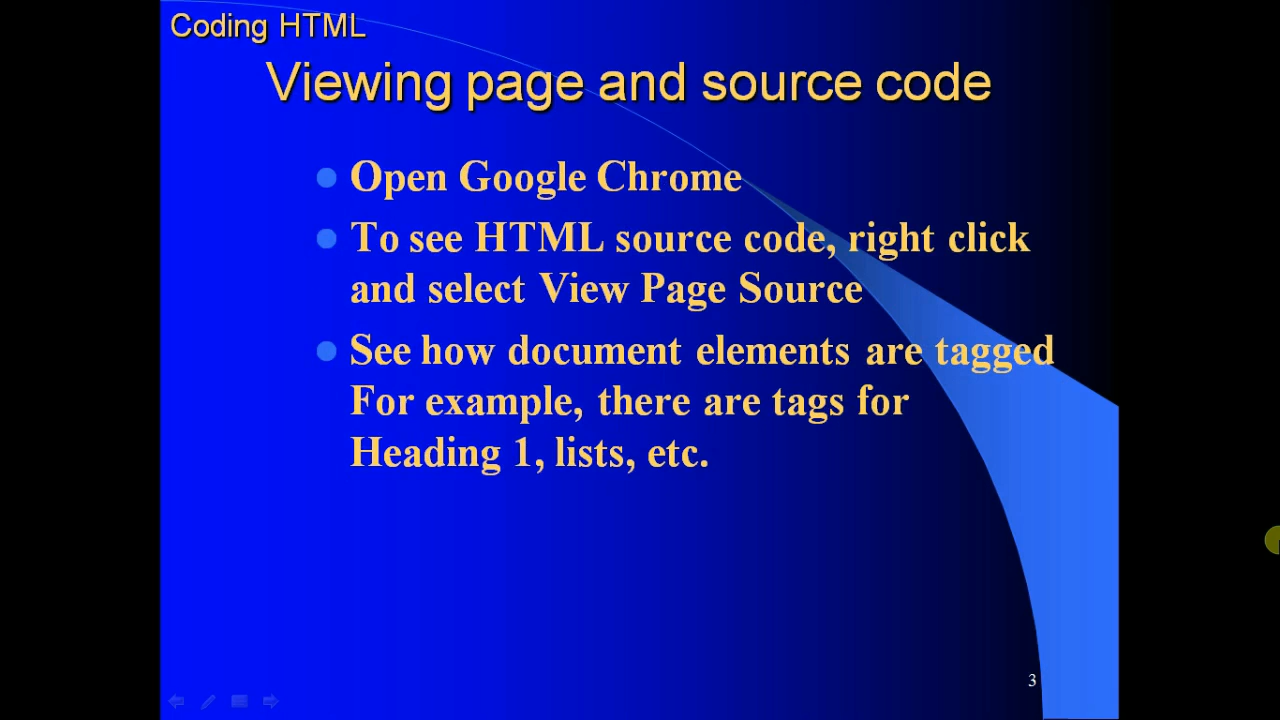 Coding HTML
Viewing page and source code
Open Google Chrome
To see HTML source code, right click
and select View Page Source
See how document elements are tagged
For example, there are tags for
Heading 1, lists, etc.
3